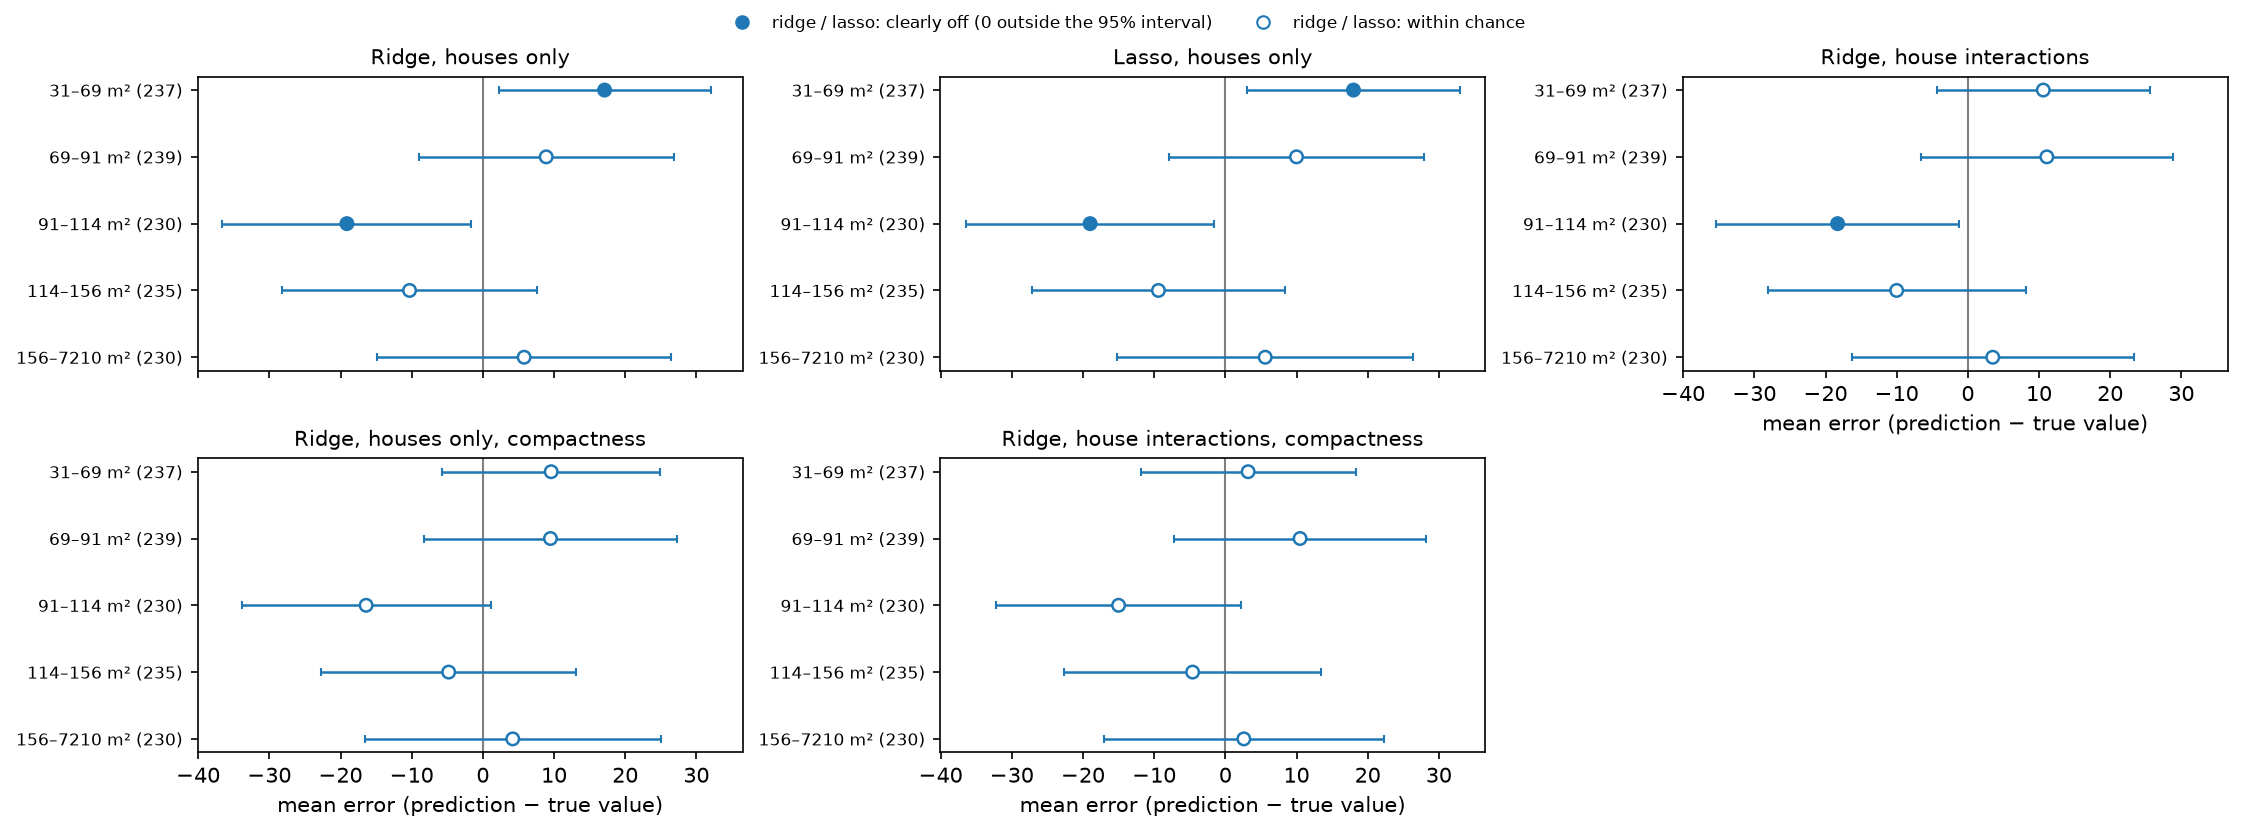 ridge / lasso: clearly off (0 outside the 95% interval) ridge / lasso: within chance
Ridge, houses only
31–69 m² (237)
69–91 m² (239)
91–114 m² (230)
114–156 m² (235)
156–7210 m² (230)
Lasso, houses only
31–69 m² (237)
69–91 m² (239)
91–114 m² (230)
114–156 m² (235)
156–7210 m² (230)
Ridge, house interactions
31–69 m² (237)
69–91 m² (239)
91–114 m² (230)
114–156 m² (235)
156–7210 m² (230)
−40 −30 −20 −10 0 10 20 30
mean error (prediction − true value)
Ridge, houses only, compactness
31–69 m² (237)
69–91 m² (239)
91–114 m² (230)
114–156 m² (235)
156–7210 m² (230)
−40 −30 −20 −10 0 10 20 30
mean error (prediction − true value)
Ridge, house interactions, compactness
31–69 m² (237)
69–91 m² (239)
91–114 m² (230)
114–156 m² (235)
156–7210 m² (230)
−40 −30 −20 −10 0 10 20 30
mean error (prediction − true value)